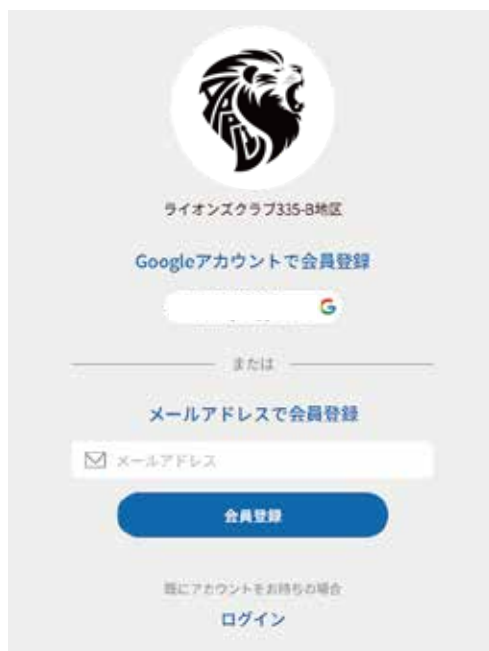 ライオンズクラブ335-B地区
Googleアカウントで会員登録
または
メールアドレスで会員登録
メールアドレス
会員登録
既にアカウントをお持ちの場合
ログイン